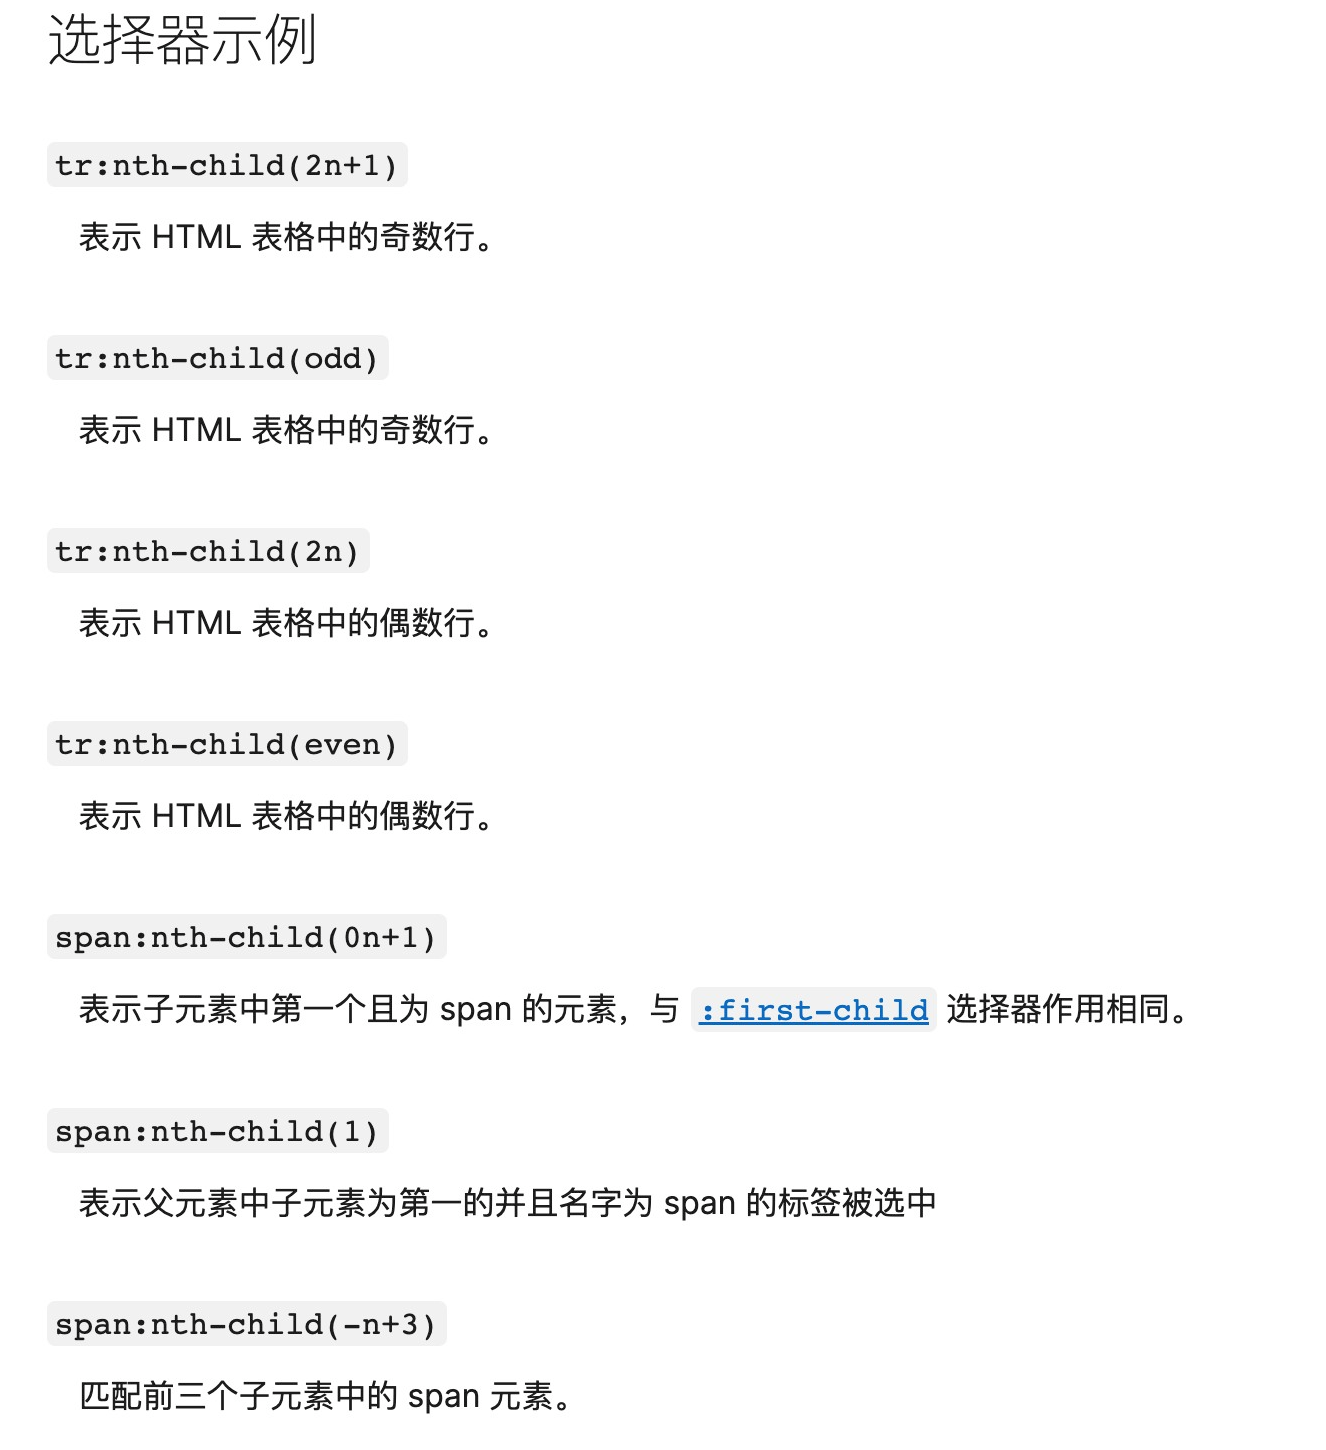 选择器示例
tr:nth-child(2n+1)
表示 HTML 表格中的奇数行。
tr:nth-child(odd)
表示 HTML 表格中的奇数行。
tr:nth-child(2n)
表示 HTML 表格中的偶数行。
tr:nth-child(even)
表示 HTML 表格中的偶数行。
span:nth-child(0n+1)
表示子元素中第一个且为 span 的元素，与 :first-child 选择器作用相同。
span:nth-child(1)
表示父元素中子元素为第一的并且名字为 span 的标签被选中
span:nth-child(-n+3)
匹配前三个子元素中的 span 元素。